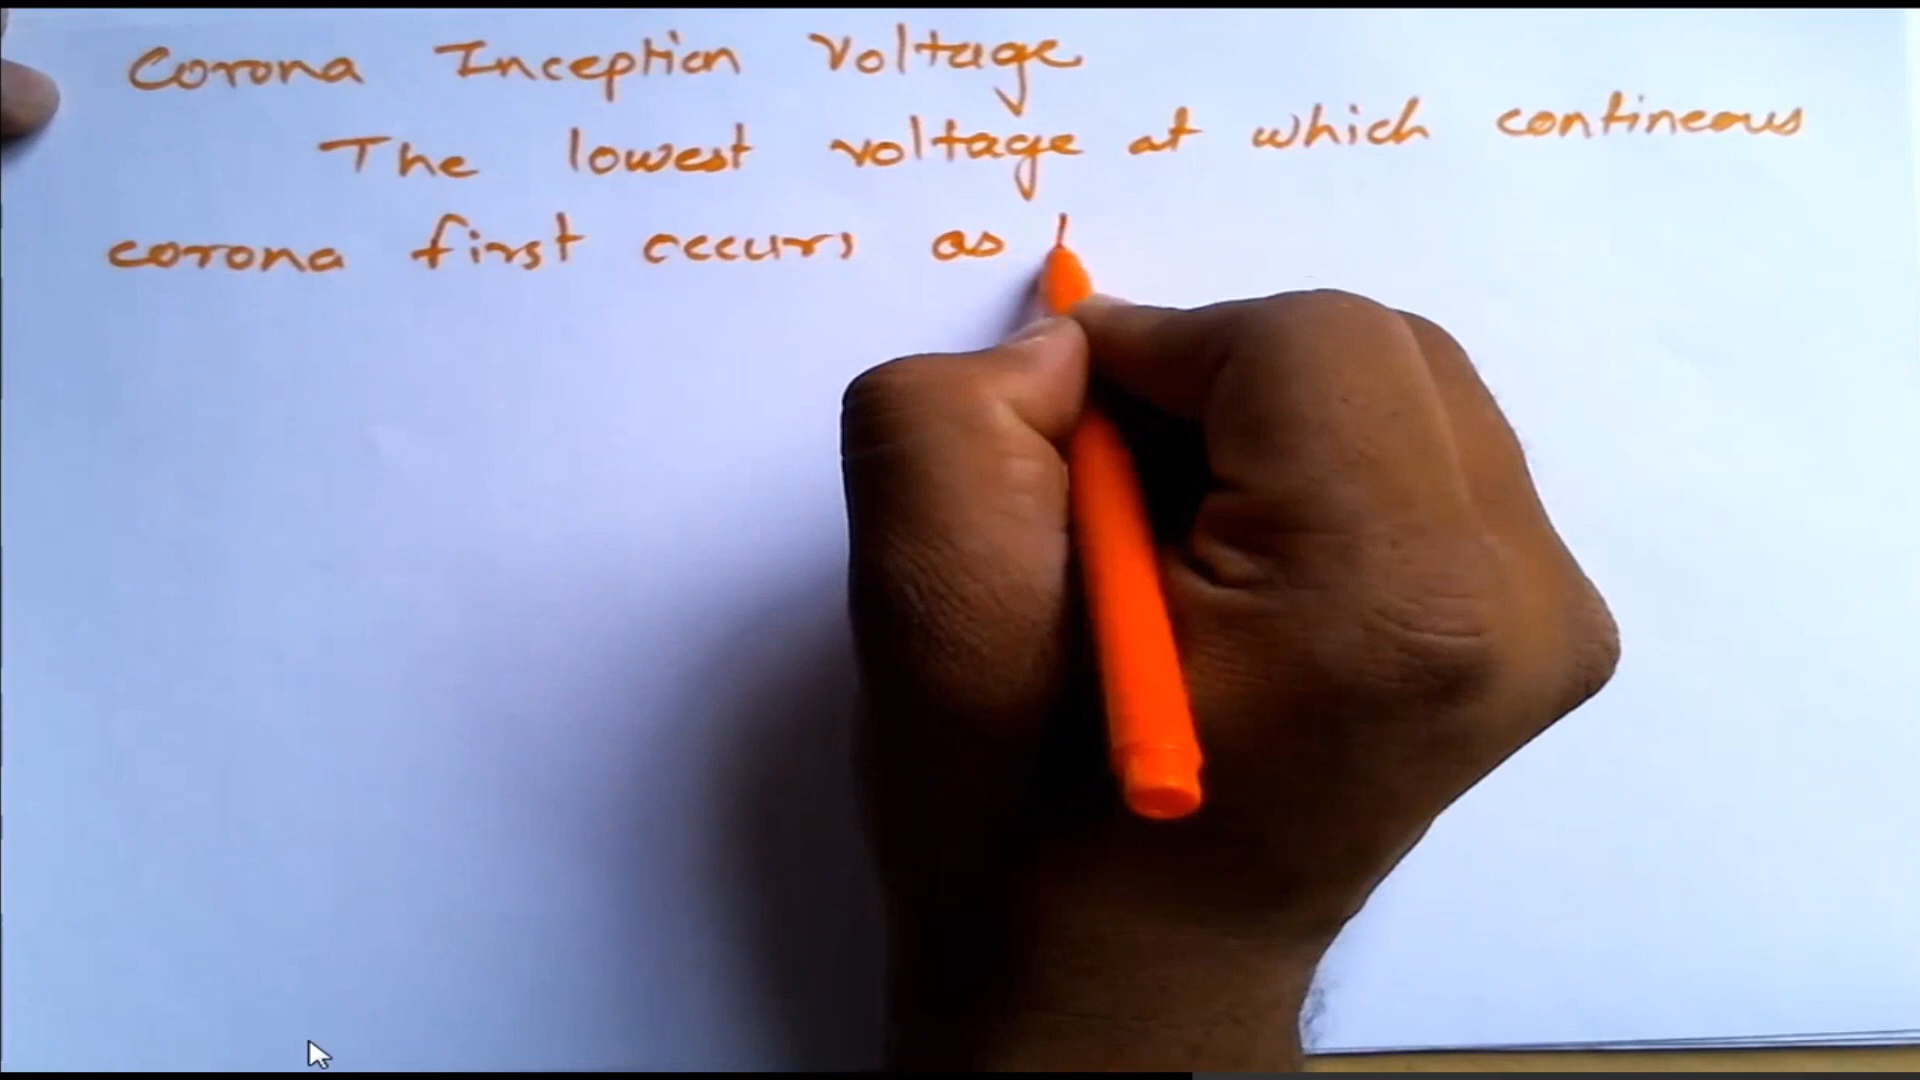 Corona Inception Voltage
The lowest voltage at which contineous
corona first occurs as